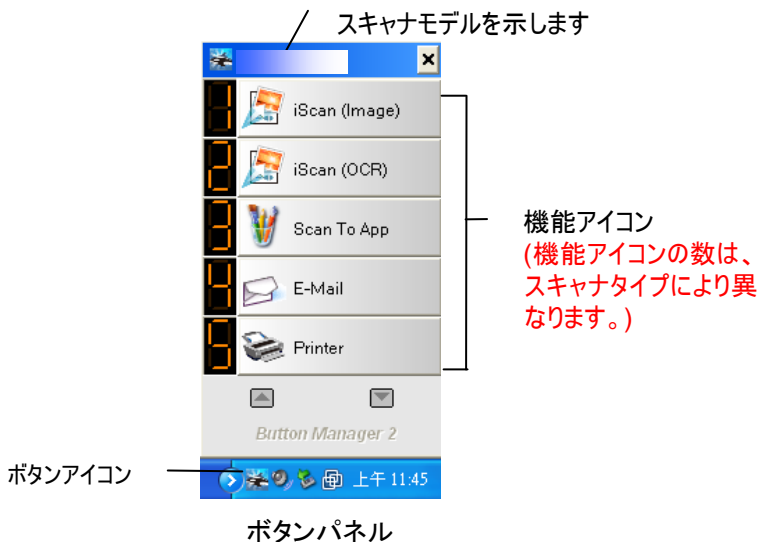 スキャナモデルを示します
1 iScan (Image)
2 iScan (OCR)
3 Scan To App
4 E-Mail
5 Printer
機能アイコン
(機能アイコンの数は、
スキャナタイプにより異
なります。)
Button Manager 2
ボタンアイコン
上午 11:45
ボタンパネル